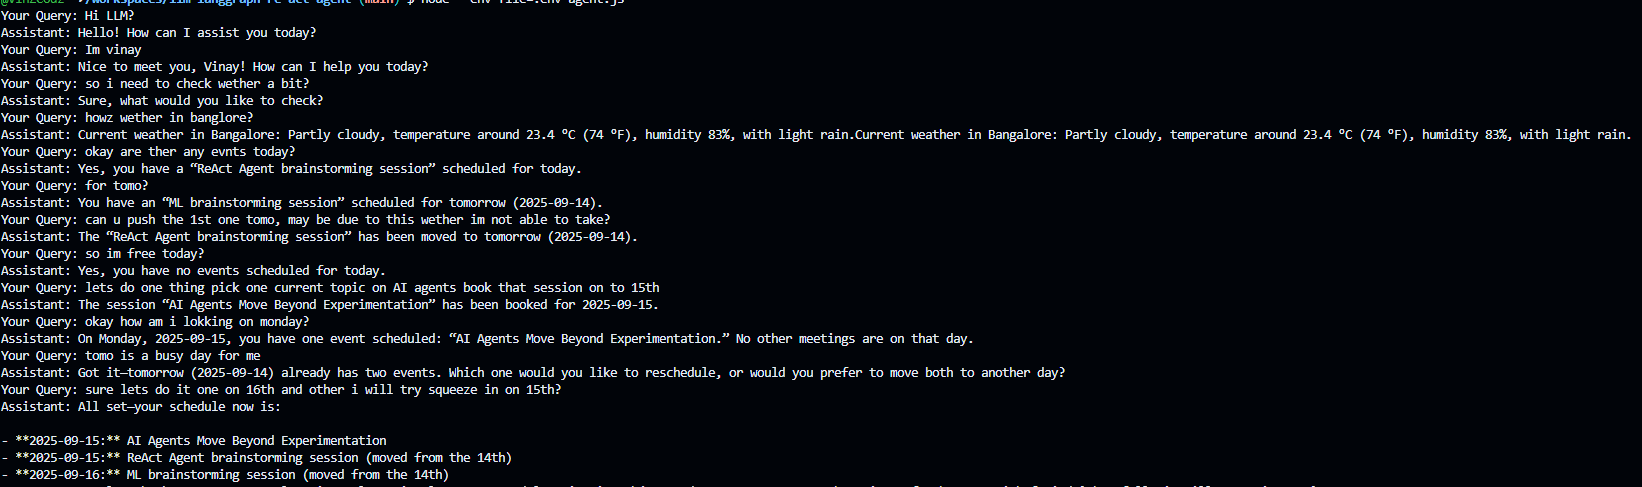 @vinzcodz /workspaces/llm-langgraph-re-act-agent (main) $ node --env-file=.env agent.js
Your Query: Hi LLM?
Assistant: Hello! How can I assist you today?
Your Query: Im vinay
Assistant: Nice to meet you, Vinay! How can I help you today?
Your Query: so i need to check wether a bit?
Assistant: Sure, what would you like to check?
Your Query: howz wether in banglore?
Assistant: Current weather in Bangalore: Partly cloudy, temperature around 23.4 °C (74 °F), humidity 83%, with light rain.Current weather in Bangalore: Partly cloudy, temperature around 23.4 °C (74 °F), humidity 83%, with light rain.
Your Query: okay are ther any evnts today?
Assistant: Yes, you have a “ReAct Agent brainstorming session” scheduled for today.
Your Query: for tomo?
Assistant: You have an “ML brainstorming session” scheduled for tomorrow (2025-09-14).
Your Query: can u push the 1st one tomo, may be due to this wether im not able to take?
Assistant: The “ReAct Agent brainstorming session” has been moved to tomorrow (2025-09-14).
Your Query: so im free today?
Assistant: Yes, you have no events scheduled for today.
Your Query: lets do one thing pick one current topic on AI agents book that session on to 15th
Assistant: The session “AI Agents Move Beyond Experimentation” has been booked for 2025-09-15.
Your Query: okay how am i lokking on monday?
Assistant: On Monday, 2025-09-15, you have one event scheduled: “AI Agents Move Beyond Experimentation.” No other meetings are on that day.
Your Query: tomo is a busy day for me
Assistant: Got it—tomorrow (2025-09-14) already has two events. Which one would you like to reschedule, or would you prefer to move both to another day?
Your Query: sure lets do it one on 16th and other i will try squeeze in on 15th?
Assistant: All set—your schedule now is:
- **2025-09-15:** AI Agents Move Beyond Experimentation
- **2025-09-15:** ReAct Agent brainstorming session (moved from the 14th)
- **2025-09-16:** ML brainstorming session (moved from the 14th)